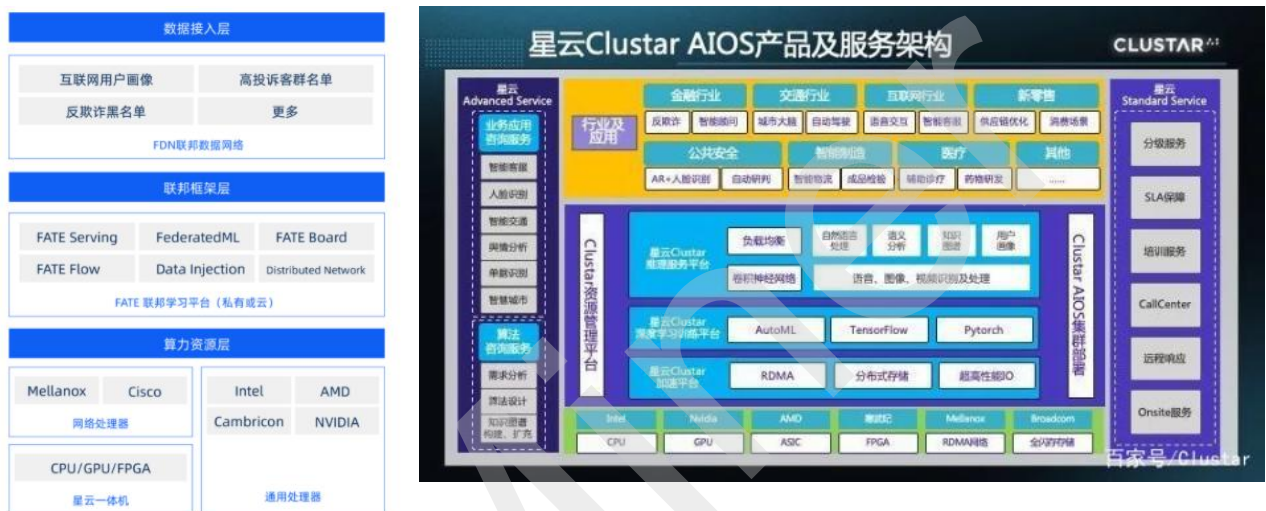 数据接入层
互联网用户画像
高投诉客群名单
反欺诈黑名单
更多
FDN联邦数据网络
联邦框架层
FATE Serving
FederatedML
FATE Board
FATE Flow
Data Injection
Distributed Network
FATE 联邦学习平台（私有或云）
算力资源层
Mellanox
Cisco
网络处理器
CPU/GPU/FPGA
星云一体机
Intel
AMD
Cambricon
NVIDIA
通用处理器
星云Clustar AIOS产品及服务架构
CLUSTAR
星云
Advanced Service
业务应用
咨询服务
智能客服
人脸识别
智能交通
舆情分析
单据识别
智慧城市
算法
咨询服务
需求分析
算法设计
知识图谱
构建、扩充
行业及
应用
金融行业
交通行业
互联网行业
新零售
反欺诈
智能顾问
城市大脑
自动驾驶
语音交互
智能客服
供应链优化
消费场景
公共安全
智能制造
医疗
其他
AR+人脸识别
自动研判
智能物流
成品检验
辅助诊疗
药物研发
......
Clustar资源管理平台
星云Clustar
推理服务平台
负载均衡
自然语言
处理
语义
分析
知识
图谱
用户
画像
卷积神经网络
语音、图像、视频识别及处理
星云Clustar
深度学习训练平台
AutoML
TensorFlow
Pytorch
星云Clustar
加速平台
RDMA
分布式存储
超高性能IO
Clustar AIOS集群部署
Intel
Nvidia
AMD
寒武纪
Mellanox
Broadcom
CPU
GPU
ASIC
FPGA
RDMA网络
全闪存存储
星云
Standard Service
分级服务
SLA保障
培训服务
CallCenter
远程响应
Onsite服务
百家号/Clustar